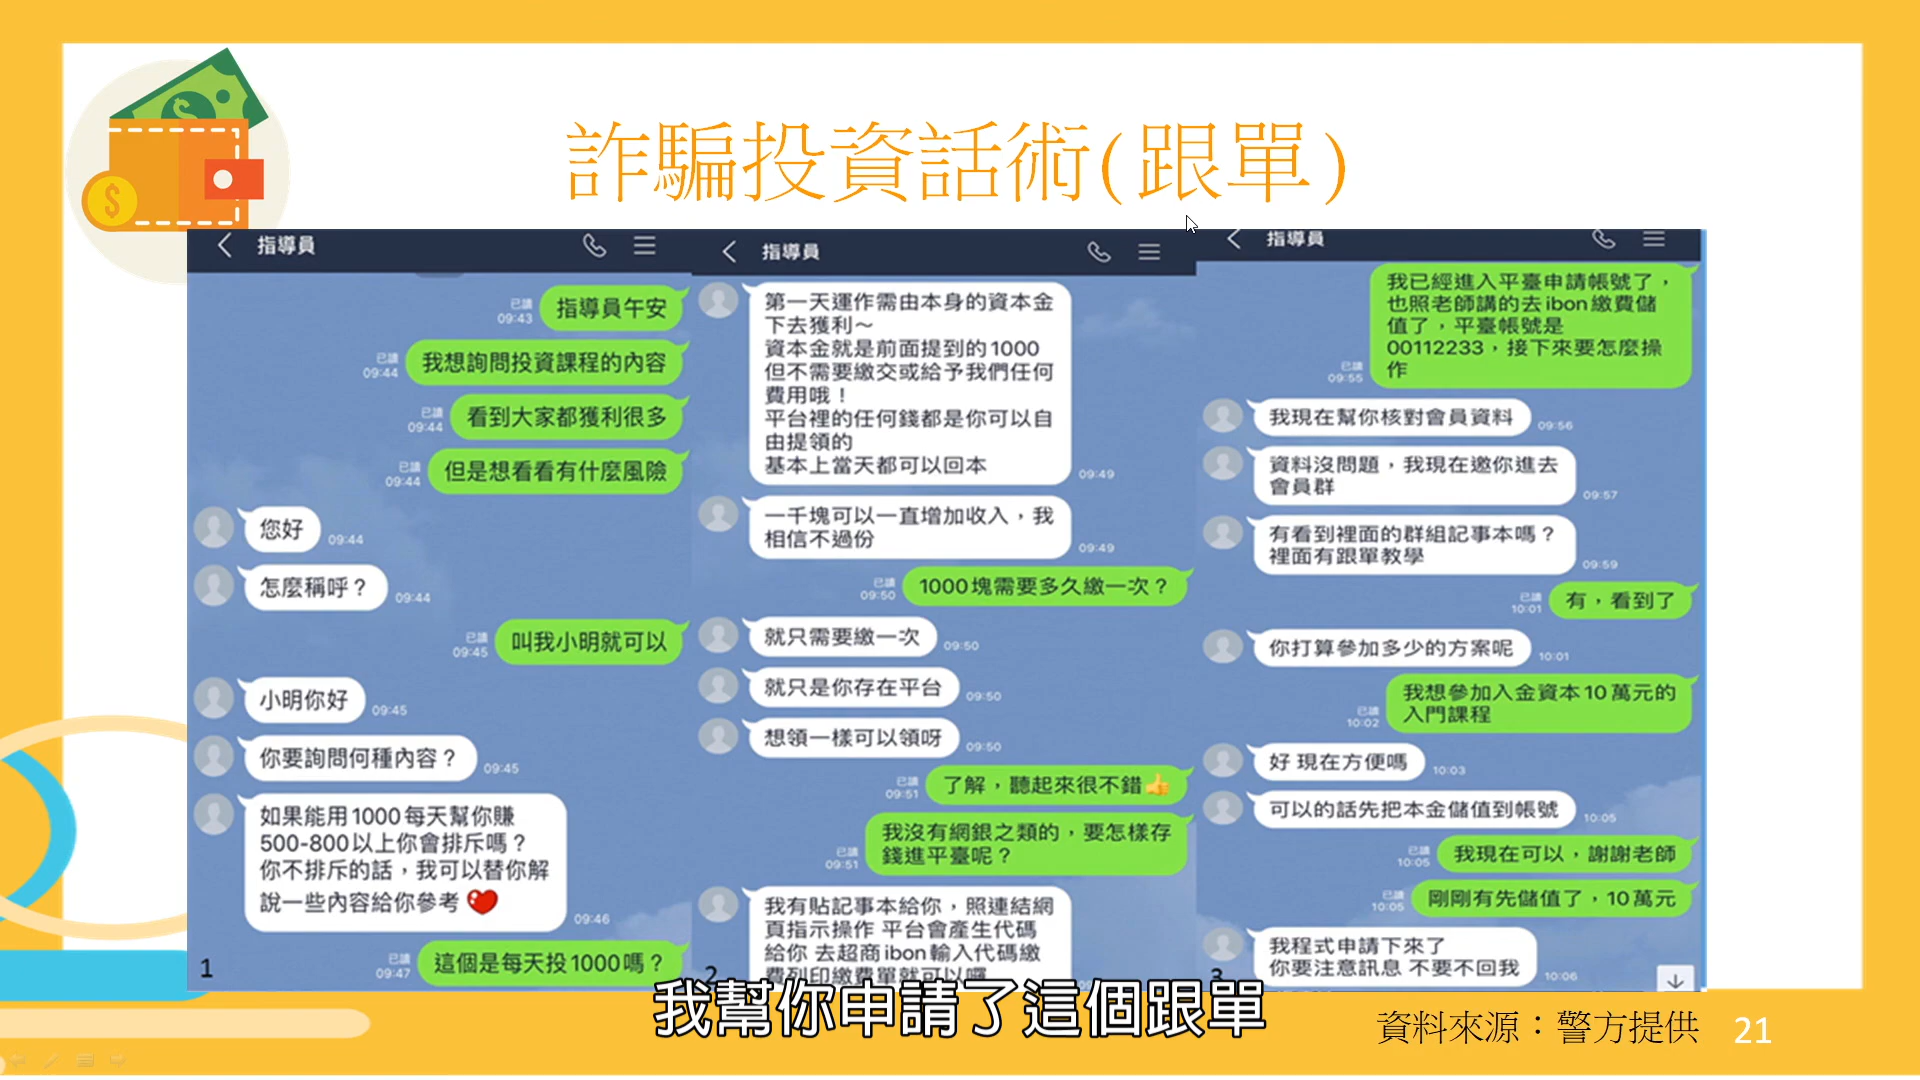 詐騙投資話術(跟單)
指導員
已讀
09:43
指導員午安
已讀
09:44
我想詢問投資課程的內容
已讀
09:44
看到大家都獲利很多
已讀
09:44
但是想看看有什麼風險
您好
09:44
怎麼稱呼？
09:44
已讀
09:45
叫我小明就可以
小明你好
09:45
你要詢問何種內容？
09:45
如果能用1000每天幫你賺
500-800以上你會排斥嗎？
你不排斥的話，我可以替你解
說一些內容給你參考
09:46
已讀
09:47
這個是每天投1000嗎？
1
指導員
第一天運作需由本身的資本金
下去獲利～
資本金就是前面提到的1000
但不需要繳交或給予我們任何
費用哦！
平台裡的任何錢都是你可以自
由提領的
基本上當天都可以回本
09:49
一千塊可以一直增加收入，我
相信不過份
09:49
已讀
09:50
1000塊需要多久繳一次？
就只需要繳一次
09:50
就只是你存在平台
09:50
想領一樣可以領呀
09:50
已讀
09:51
了解，聽起來很不錯👍
已讀
09:51
我沒有網銀之類的，要怎樣存
錢進平臺呢？
我有貼記事本給你，照連結網
頁指示操作 平台會產生代碼
給你 去超商ibon輸入代碼繳
費列印繳費單就可以囉
2
指導員
我已經進入平臺申請帳號了，
也照老師講的去ibon繳費儲
值了，平臺帳號是
00112233，接下來要怎麼操
作
已讀
09:55
我現在幫你核對會員資料
09:56
資料沒問題，我現在邀你進去
會員群
09:57
有看到裡面的群組記事本嗎？
裡面有跟單教學
09:59
已讀
10:01
有，看到了
你打算參加多少的方案呢
10:01
我想參加入金資本10萬元的
入門課程
已讀
10:02
好 現在方便嗎
10:03
可以的話先把本金儲值到帳號
10:05
已讀
10:05
我現在可以，謝謝老師
已讀
10:05
剛剛有先儲值了，10萬元
我程式申請下來了
你要注意訊息 不要不回我
10:06
3
我幫你申請了這個跟單
資料來源：警方提供
21